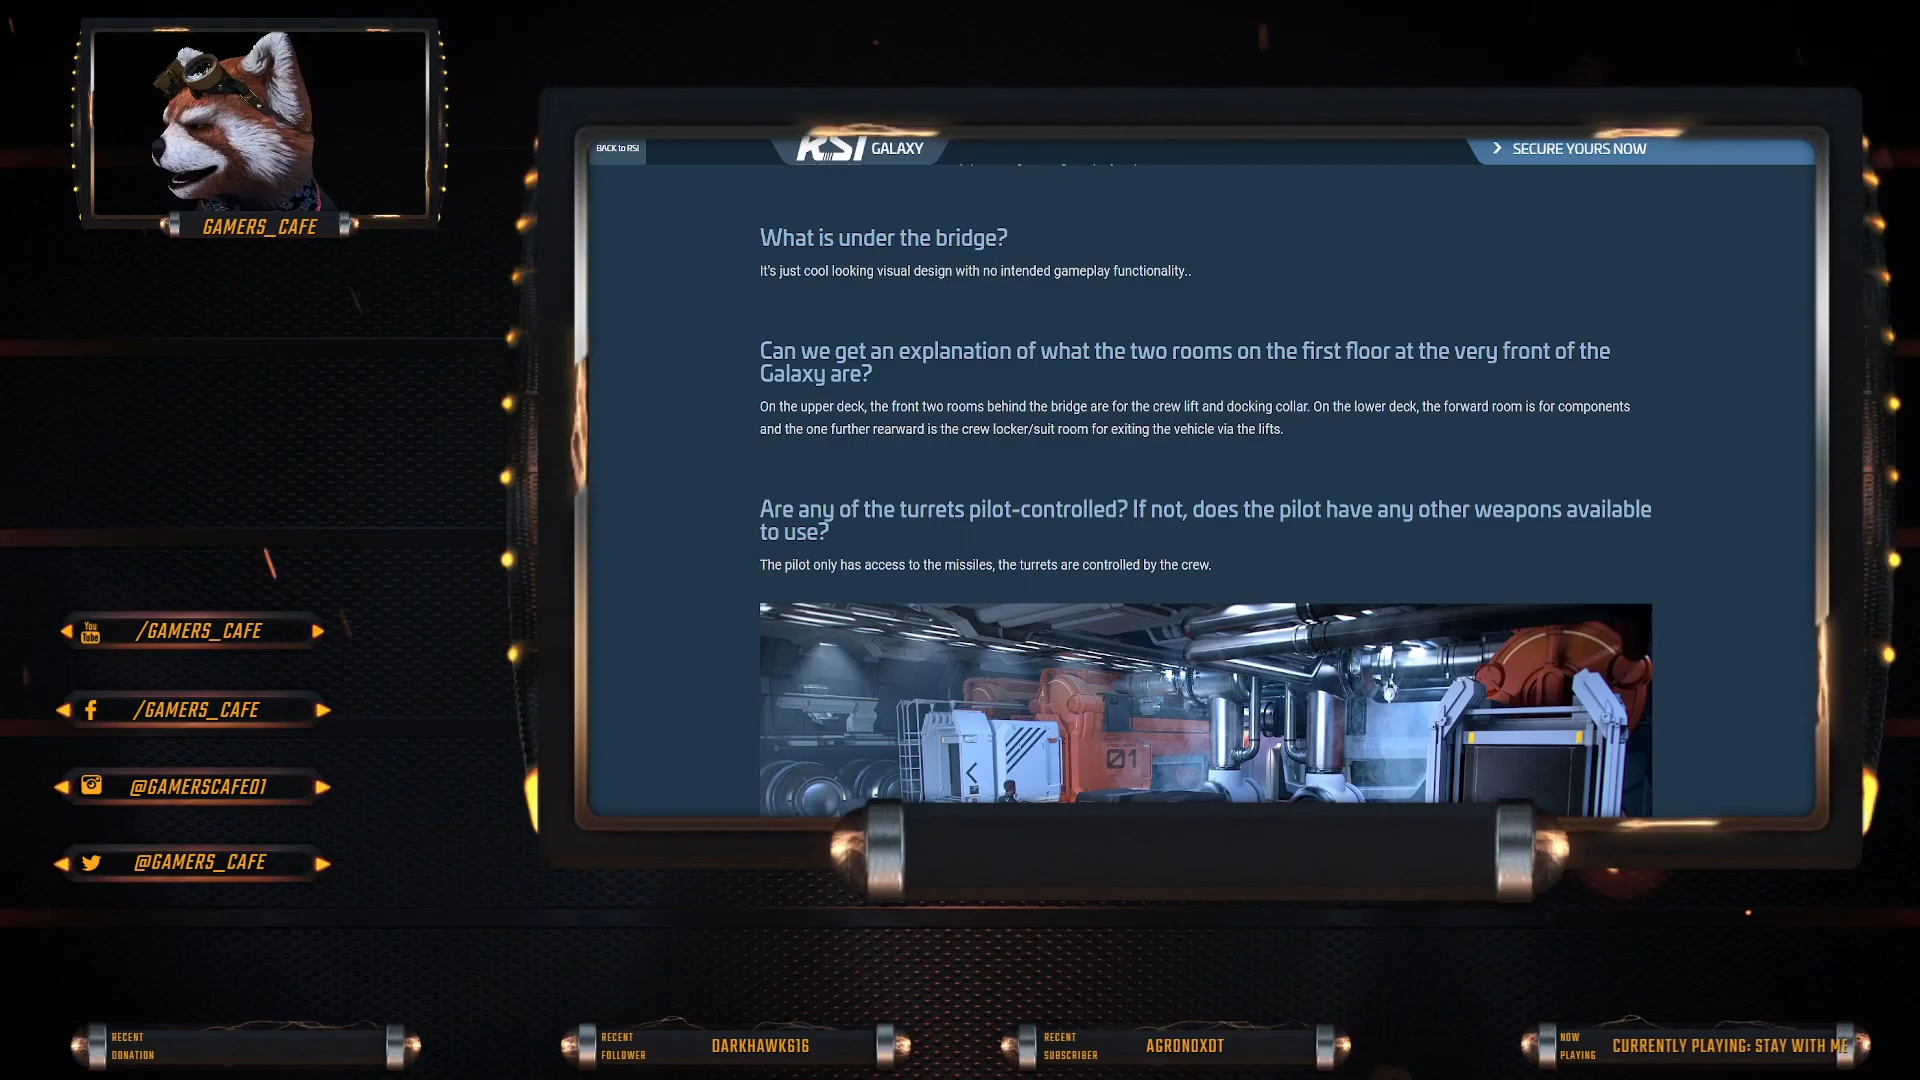 GAMERS_CAFE
BACK to RSI
RSI GALAXY
SECURE YOURS NOW
What is under the bridge?
It's just cool looking visual design with no intended gameplay functionality..
Can we get an explanation of what the two rooms on the first floor at the very front of the
Galaxy are?
On the upper deck, the front two rooms behind the bridge are for the crew lift and docking collar. On the lower deck, the forward room is for components
and the one further rearward is the crew locker/suit room for exiting the vehicle via the lifts.
Are any of the turrets pilot-controlled? If not, does the pilot have any other weapons available
to use?
The pilot only has access to the missiles, the turrets are controlled by the crew.
01
You
Tube
/GAMERS_CAFE
/GAMERS_CAFE
@GAMERSCAFE01
@GAMERS_CAFE
RECENT
DONATION
RECENT
FOLLOWER
DARKHAWK616
RECENT
SUBSCRIBER
AGRONOXDT
NOW
PLAYING
CURRENTLY PLAYING: STAY WITH ME